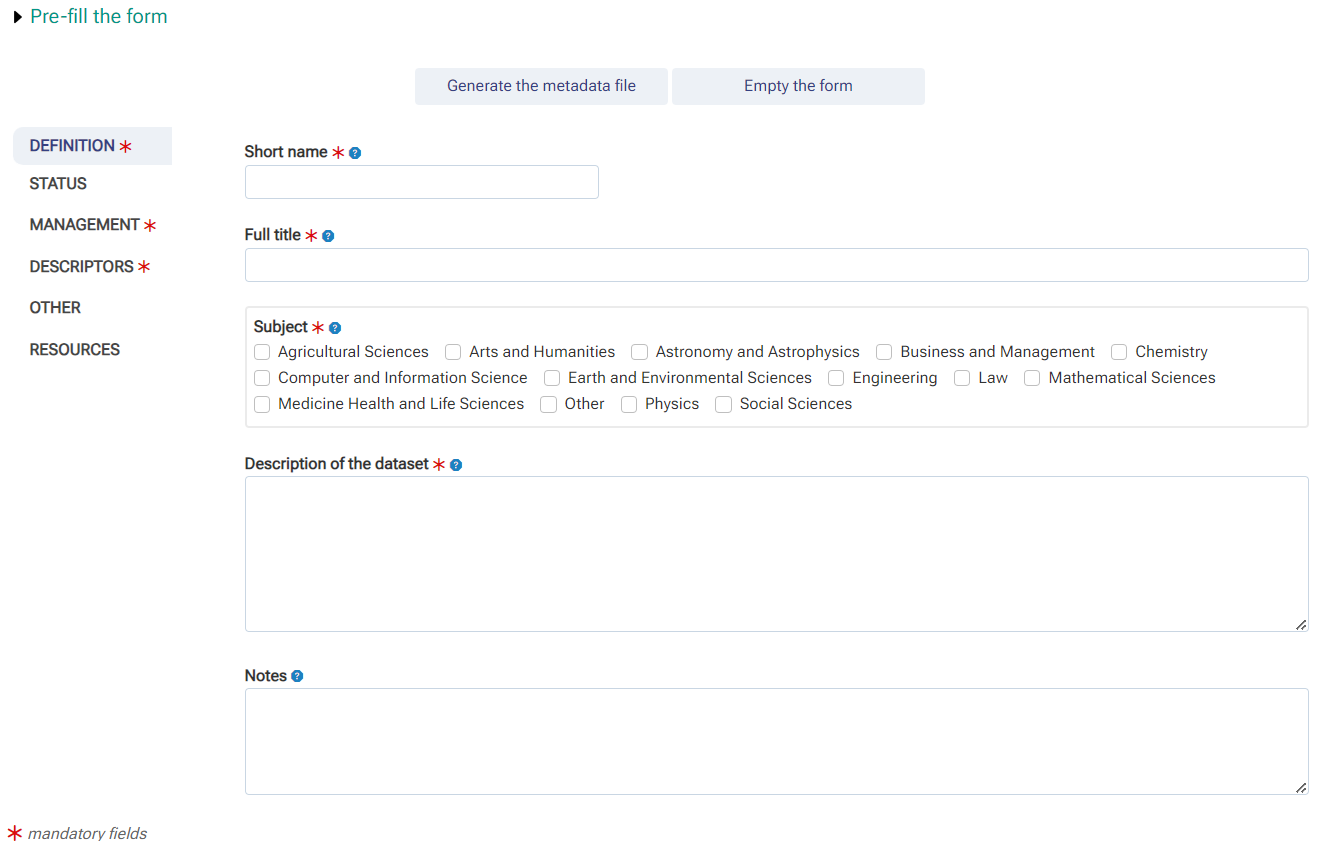 Pre-fill the form
Generate the metadata file
Empty the form
DEFINITION *
STATUS
MANAGEMENT *
DESCRIPTORS *
OTHER
RESOURCES
Short name * ?
Full title * ?
Subject * ?
Agricultural Sciences Arts and Humanities Astronomy and Astrophysics Business and Management Chemistry
Computer and Information Science Earth and Environmental Sciences Engineering Law Mathematical Sciences
Medicine Health and Life Sciences Other Physics Social Sciences
Description of the dataset * ?
Notes ?
* mandatory fields